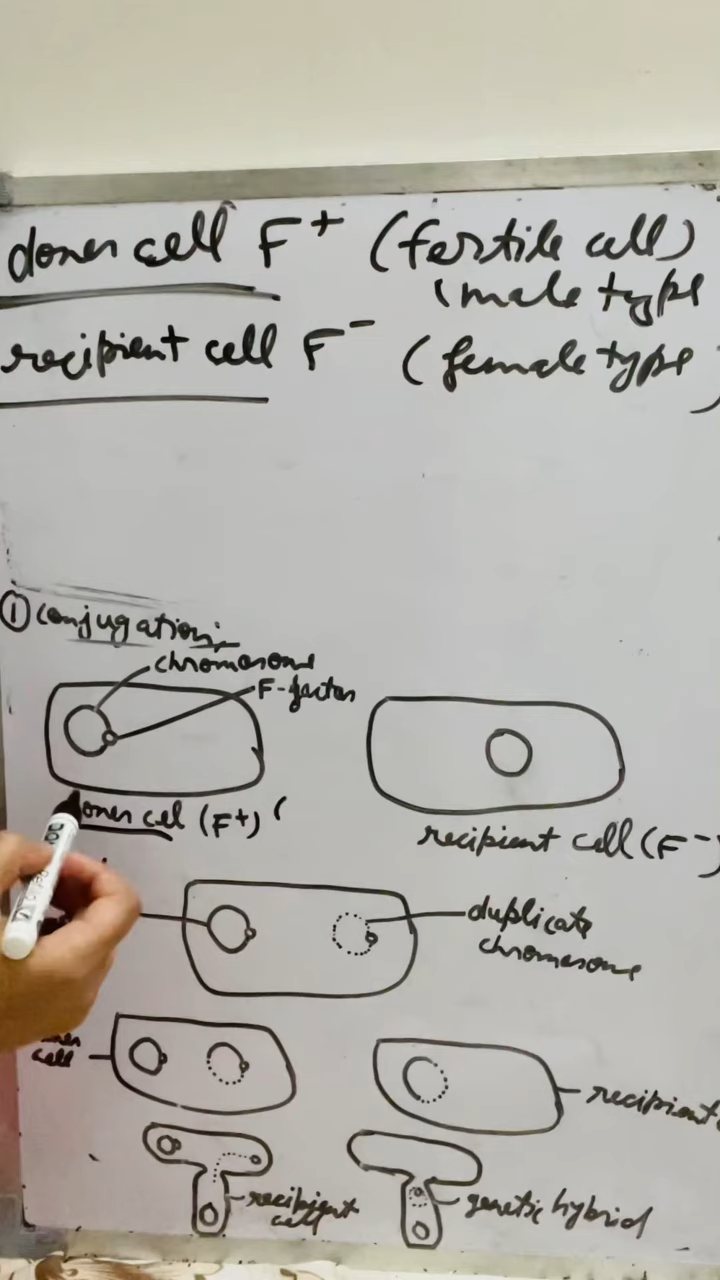 doner cell F+ (fertile cell)
(male type
recipient cell F- (female type)
① conjugation:
chromosome
F-factor
doner cel (F+) (
recipient cell (F-)
duplicate
chromosome
cell
recipient
recipient
cell
genetic hybrid